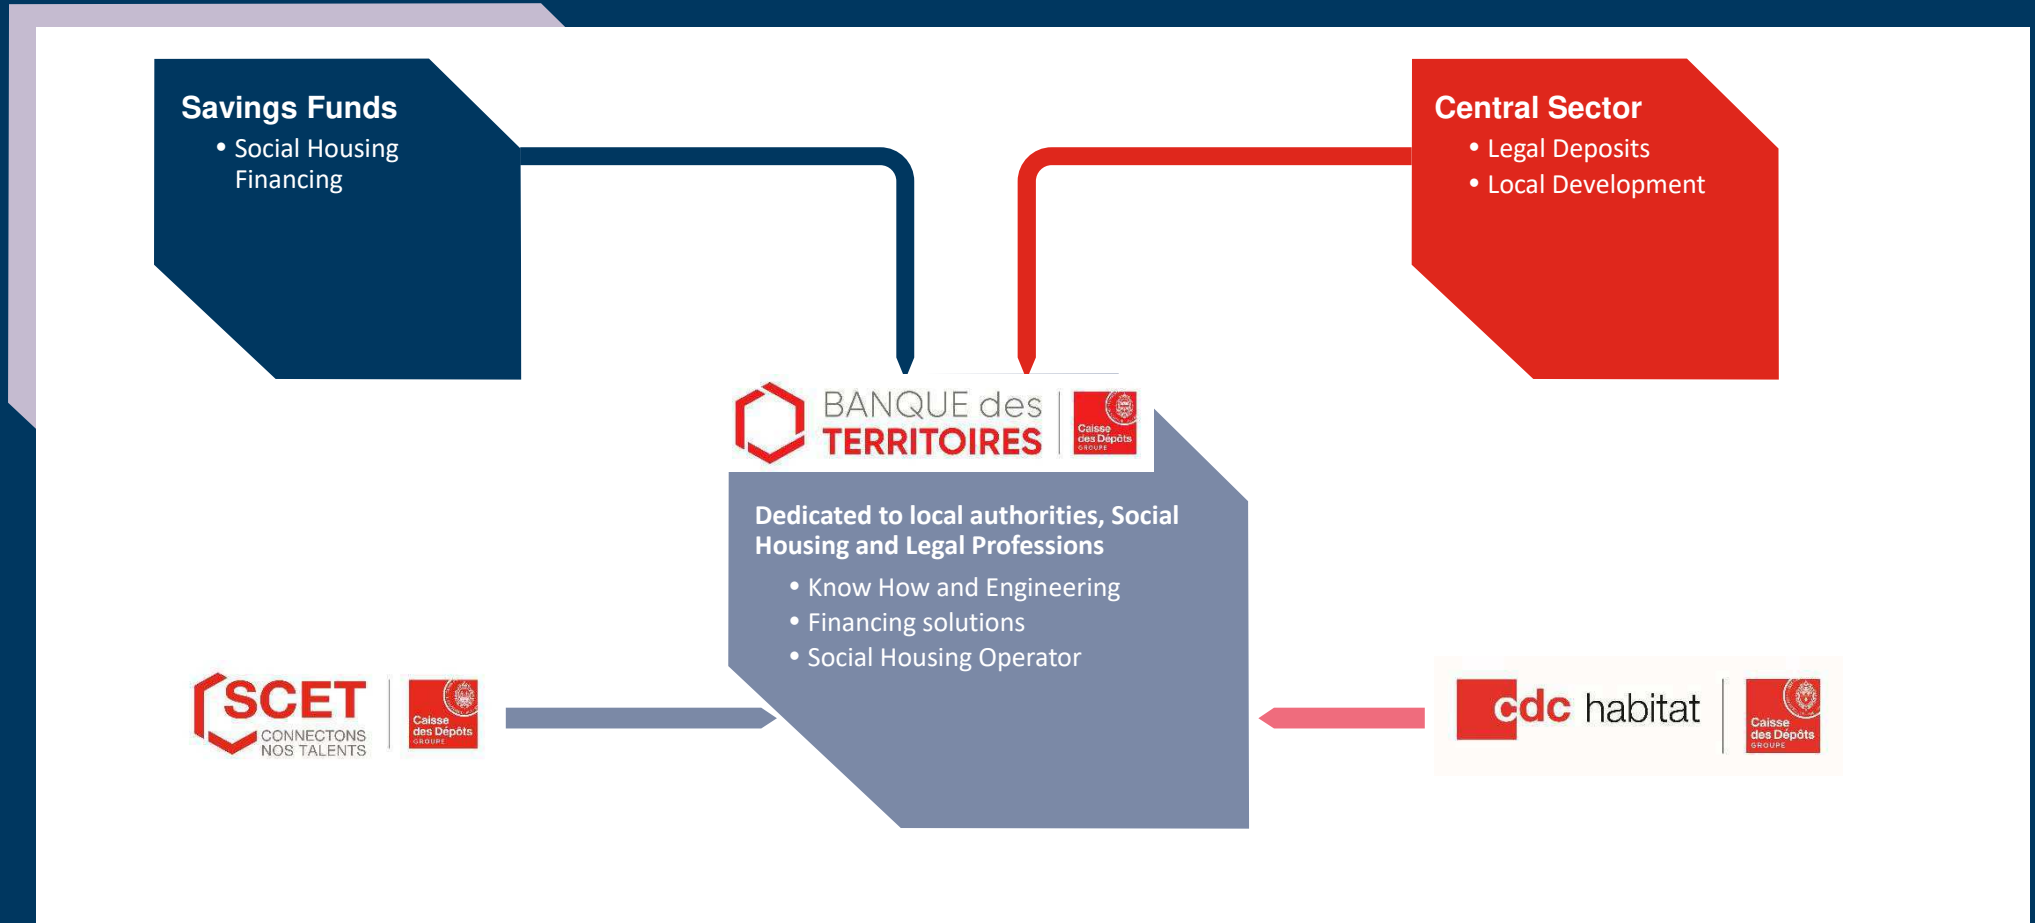 Savings Funds
• Social Housing
Financing
Central Sector
• Legal Deposits
• Local Development
BANQUE des
TERRITOIRES
Caisse
des Dépôts
GROUPE
Dedicated to local authorities, Social
Housing and Legal Professions
• Know How and Engineering
• Financing solutions
• Social Housing Operator
SCET
CONNECTONS
NOS TALENTS
Caisse
des Dépôts
GROUPE
cdc habitat
Caisse
des Dépôts
GROUPE